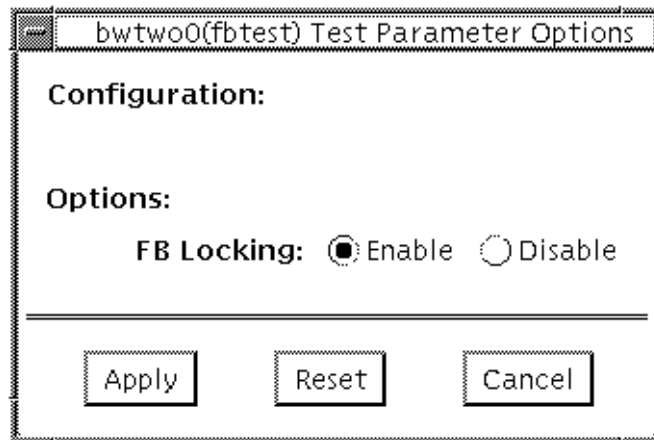 bwtwo0(fbtest) Test Parameter Options
Configuration:
Options:
FB Locking: Enable Disable
Apply Reset Cancel